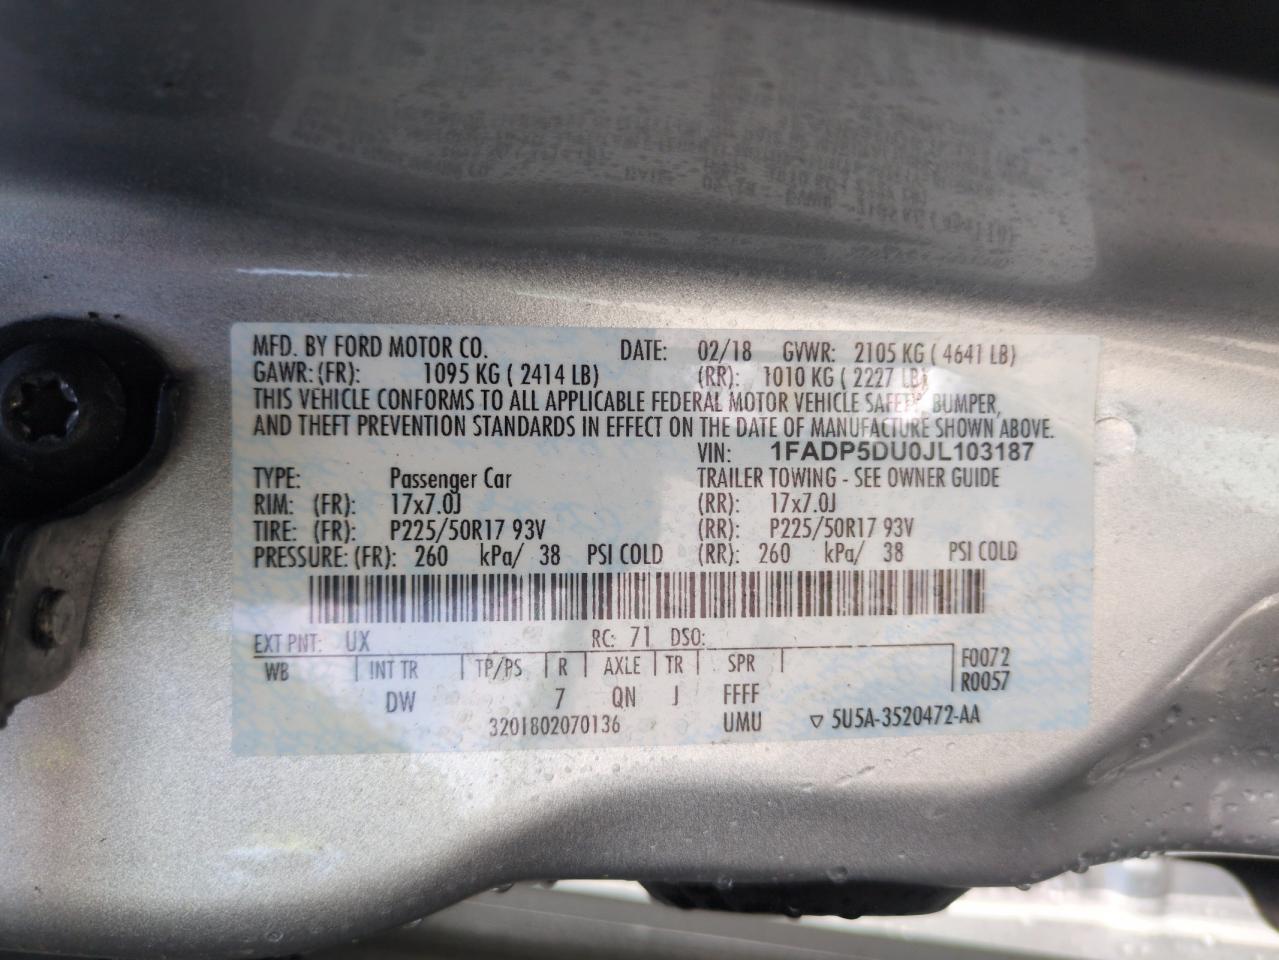 MFD. BY FORD MOTOR CO. DATE: 02/18 GVWR: 2105 KG ( 4641 LB)
GAWR: (FR): 1095 KG ( 2414 LB) (RR): 1010 KG ( 2227 LB)
THIS VEHICLE CONFORMS TO ALL APPLICABLE FEDERAL MOTOR VEHICLE SAFETY, BUMPER,
AND THEFT PREVENTION STANDARDS IN EFFECT ON THE DATE OF MANUFACTURE SHOWN ABOVE.
VIN: 1FADP5DU0JL103187
TYPE: Passenger Car TRAILER TOWING - SEE OWNER GUIDE
RIM: (FR): 17x7.0J (RR): 17x7.0J
TIRE: (FR): P225/50R17 93V (RR): P225/50R17 93V
PRESSURE: (FR): 260 kPa/ 38 PSI COLD (RR): 260 kPa/ 38 PSI COLD
EXT PNT: UX RC: 71 DSO:
WB INT TR TP/PS R AXLE TR SPR F0072
DW 7 QN J FFFF R0057
3201802070136 UMU ▽ 5U5A-3520472-AA